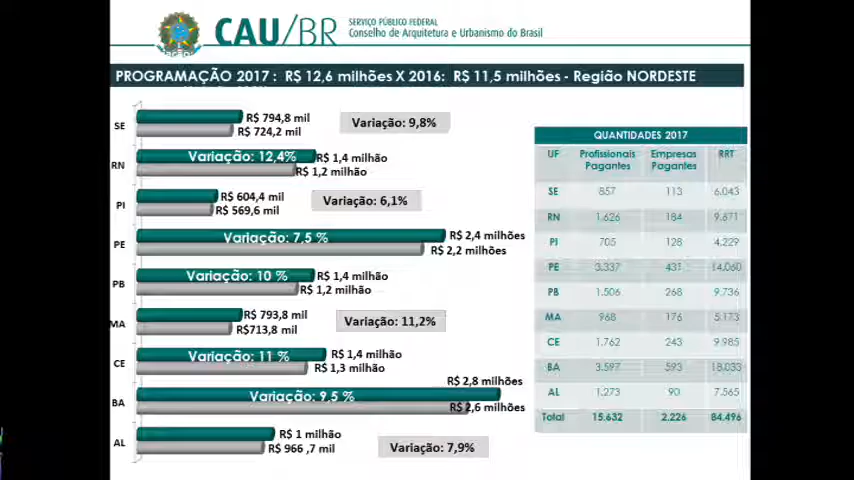 CAU/BR
SERVIÇO PÚBLICO FEDERAL
Conselho de Arquitetura e Urbanismo do Brasil
PROGRAMAÇÃO 2017 : R$ 12,6 milhões X 2016: R$ 11,5 milhões - Região NORDESTE
SE
R$ 794,8 mil
R$ 724,2 mil
Variação: 9,8%
RN
Variação: 12,4%
R$ 1,4 milhão
R$ 1,2 milhão
PI
R$ 604,4 mil
R$ 569,6 mil
Variação: 6,1%
PE
Variação: 7,5 %
R$ 2,4 milhões
R$ 2,2 milhões
PB
Variação: 10 %
R$ 1,4 milhão
R$ 1,2 milhão
MA
R$ 793,8 mil
R$713,8 mil
Variação: 11,2%
CE
Variação: 11 %
R$ 1,4 milhão
R$ 1,3 milhão
BA
Variação: 9,5 %
R$ 2,8 milhões
R$ 2,6 milhões
AL
R$ 1 milhão
R$ 966 ,7 mil
Variação: 7,9%
QUANTIDADES 2017
UF Profissionais Pagantes Empresas Pagantes RRT
SE 857 113 6.043
RN 1.626 184 9.671
PI 705 128 4.229
PE 3.337 431 14.060
PB 1.506 268 9.736
MA 968 176 5.173
CE 1.762 243 9.985
BA 3.597 593 18.033
AL 1.273 90 7.565
Total 15.632 2.226 84.496